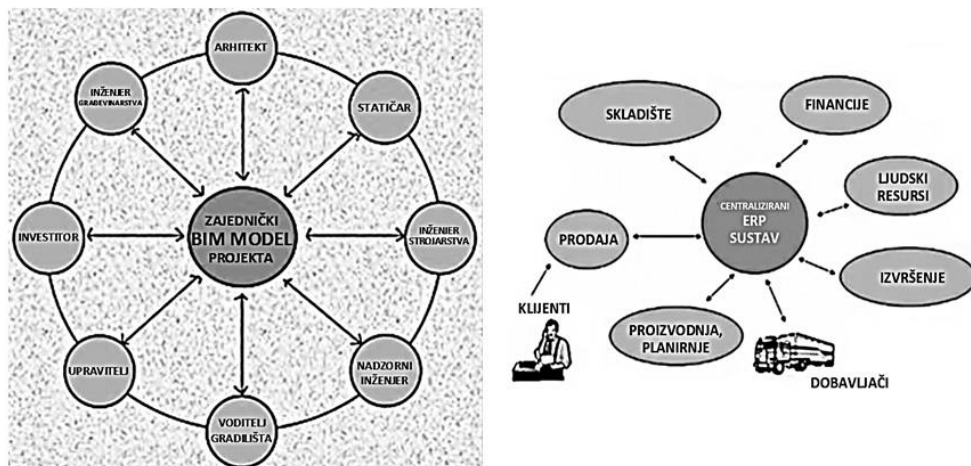 ARHITEKT
STATIČAR
INŽENJER
STROJARSTVA
NADZORNI
INŽENJER
VODITELJ
GRADILIŠTA
UPRAVITELJ
INVESTITOR
INŽENJER
GRAĐEVINARSTVA
ZAJEDNIČKI
BIM MODEL
PROJEKTA
SKLADIŠTE
FINANCIJE
LJUDSKI
RESURSI
IZVRŠENJE
DOBAVLJAČI
PROIZVODNJA,
PLANIRNJE
PRODAJA
KLIJENTI
CENTRALIZIRANI
ERP
SUSTAV